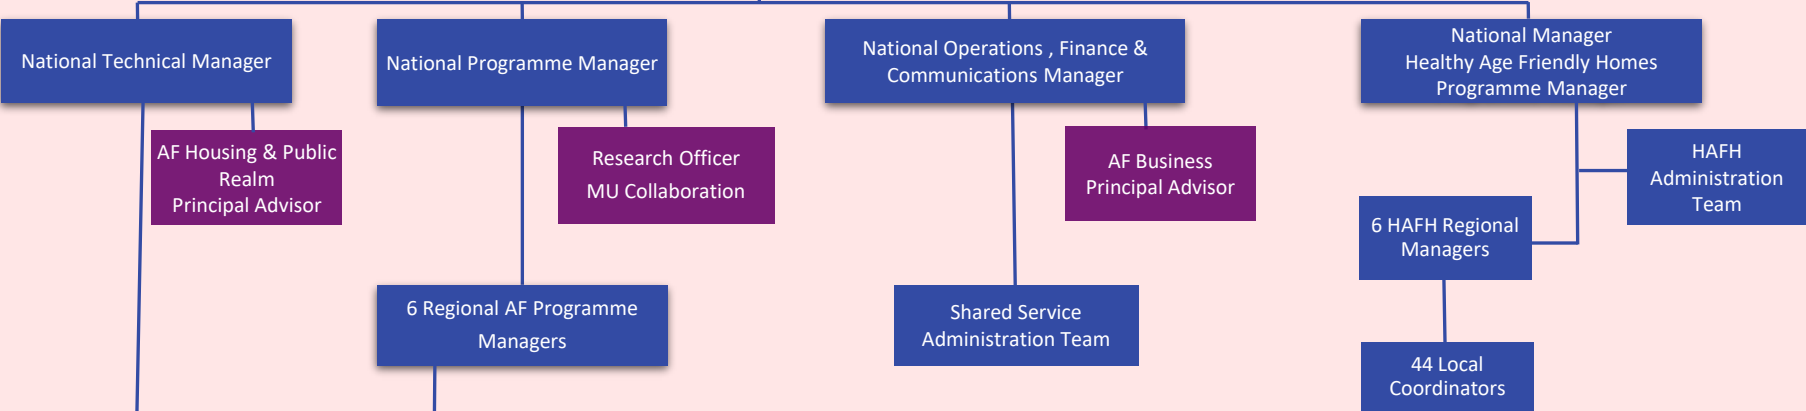 National Technical Manager
National Programme Manager
National Operations , Finance &
Communications Manager
National Manager
Healthy Age Friendly Homes
Programme Manager
AF Housing & Public
Realm
Principal Advisor
Research Officer
MU Collaboration
AF Business
Principal Advisor
HAFH
Administration
Team
6 HAFH Regional
Managers
6 Regional AF Programme
Managers
Shared Service
Administration Team
44 Local
Coordinators